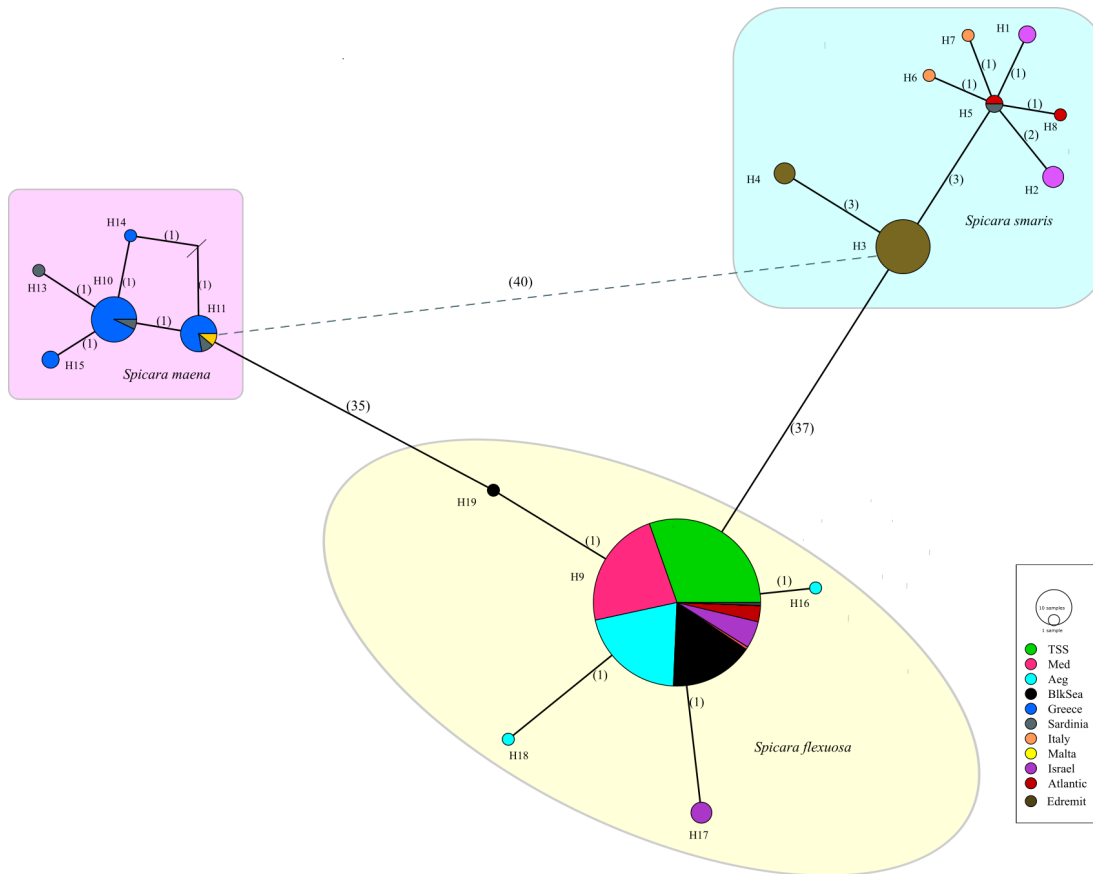 H7
H1
(1)
(1)
H6
(1)
(1)
H5
H8
(2)
H2
H4
(3)
(3)
Spicara smaris
H3
H14
(1)
H10
H13
(1)
(1)
(1)
H11
(1)
(1)
H15
Spicara maena
(40)
(35)
(37)
H19
(1)
H9
(1)
H16
(1)
(1)
H18
Spicara flexuosa
H17
10 samples
1 sample
TSS
Med
Aeg
BlkSea
Greece
Sardinia
Italy
Malta
Israel
Atlantic
Edremit